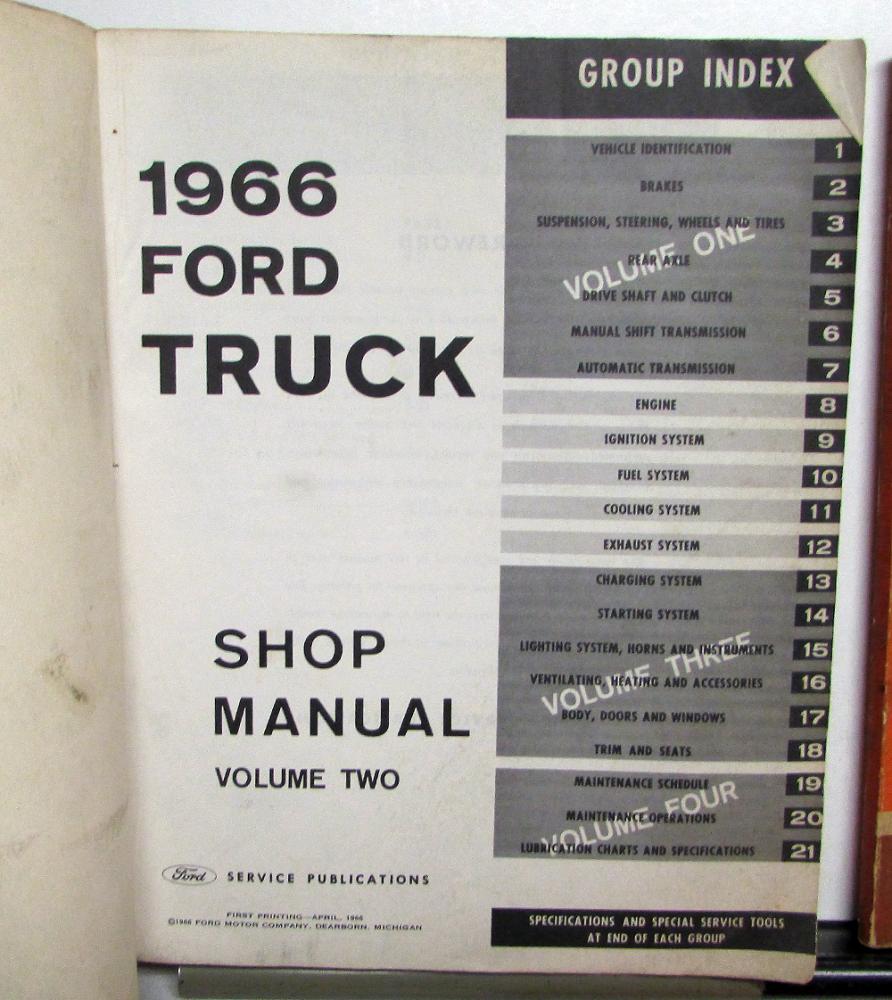 1966
FORD
TRUCK
SHOP
MANUAL
VOLUME TWO
Ford SERVICE PUBLICATIONS
FIRST PRINTING—APRIL, 1966
©1966 FORD MOTOR COMPANY, DEARBORN, MICHIGAN
GROUP INDEX
VEHICLE IDENTIFICATION 1
BRAKES 2
SUSPENSION, STEERING, WHEELS AND TIRES 3
VOLUME ONE
REAR AXLE 4
DRIVE SHAFT AND CLUTCH 5
MANUAL SHIFT TRANSMISSION 6
AUTOMATIC TRANSMISSION 7
ENGINE 8
IGNITION SYSTEM 9
FUEL SYSTEM 10
COOLING SYSTEM 11
EXHAUST SYSTEM 12
CHARGING SYSTEM 13
STARTING SYSTEM 14
LIGHTING SYSTEM, HORNS AND INSTRUMENTS 15
VOLUME THREE
VENTILATING, HEATING AND ACCESSORIES 16
BODY, DOORS AND WINDOWS 17
TRIM AND SEATS 18
MAINTENANCE SCHEDULE 19
VOLUME FOUR
MAINTENANCE OPERATIONS 20
LUBRICATION CHARTS AND SPECIFICATIONS 21
SPECIFICATIONS AND SPECIAL SERVICE TOOLS
AT END OF EACH GROUP